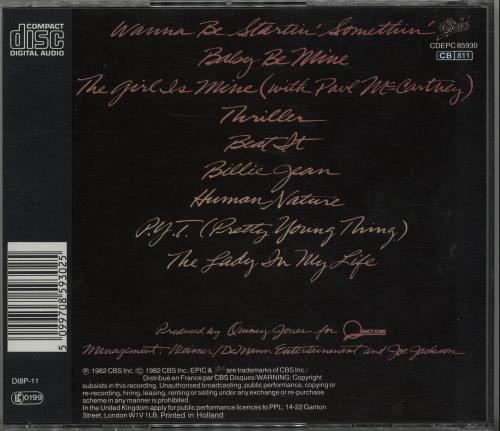 COMPACT
disc
DIGITAL AUDIO
Epic
CDEPC 85930
CB 811
Wanna Be Startin' Somethin'
Baby Be Mine
The Girl Is Mine (with Paul McCartney)
Thriller
Beat It
Billie Jean
Human Nature
P.Y.T. (Pretty Young Thing)
The Lady In My Life
5 099708 593025
Produced by Quincy Jones for QUINCY JONES
Management: Weisner/DeMann Entertainment and Joe Jackson
DI8P-11
LC 0199
℗ 1982 CBS Inc./© 1982 CBS Inc./EPIC & are trademarks of CBS Inc./
Distribué en France par CBS Disques/WARNING: Copyright
subsists in this recording. Unauthorised broadcasting, public performance, copying or
re-recording, hiring, leasing, renting or selling under any exchange or re-purchase
scheme in any manner is prohibited.
In the United Kingdom apply for public performance licences to PPL, 14-22 Ganton
Street, London W1V 1LB. Printed in Holland